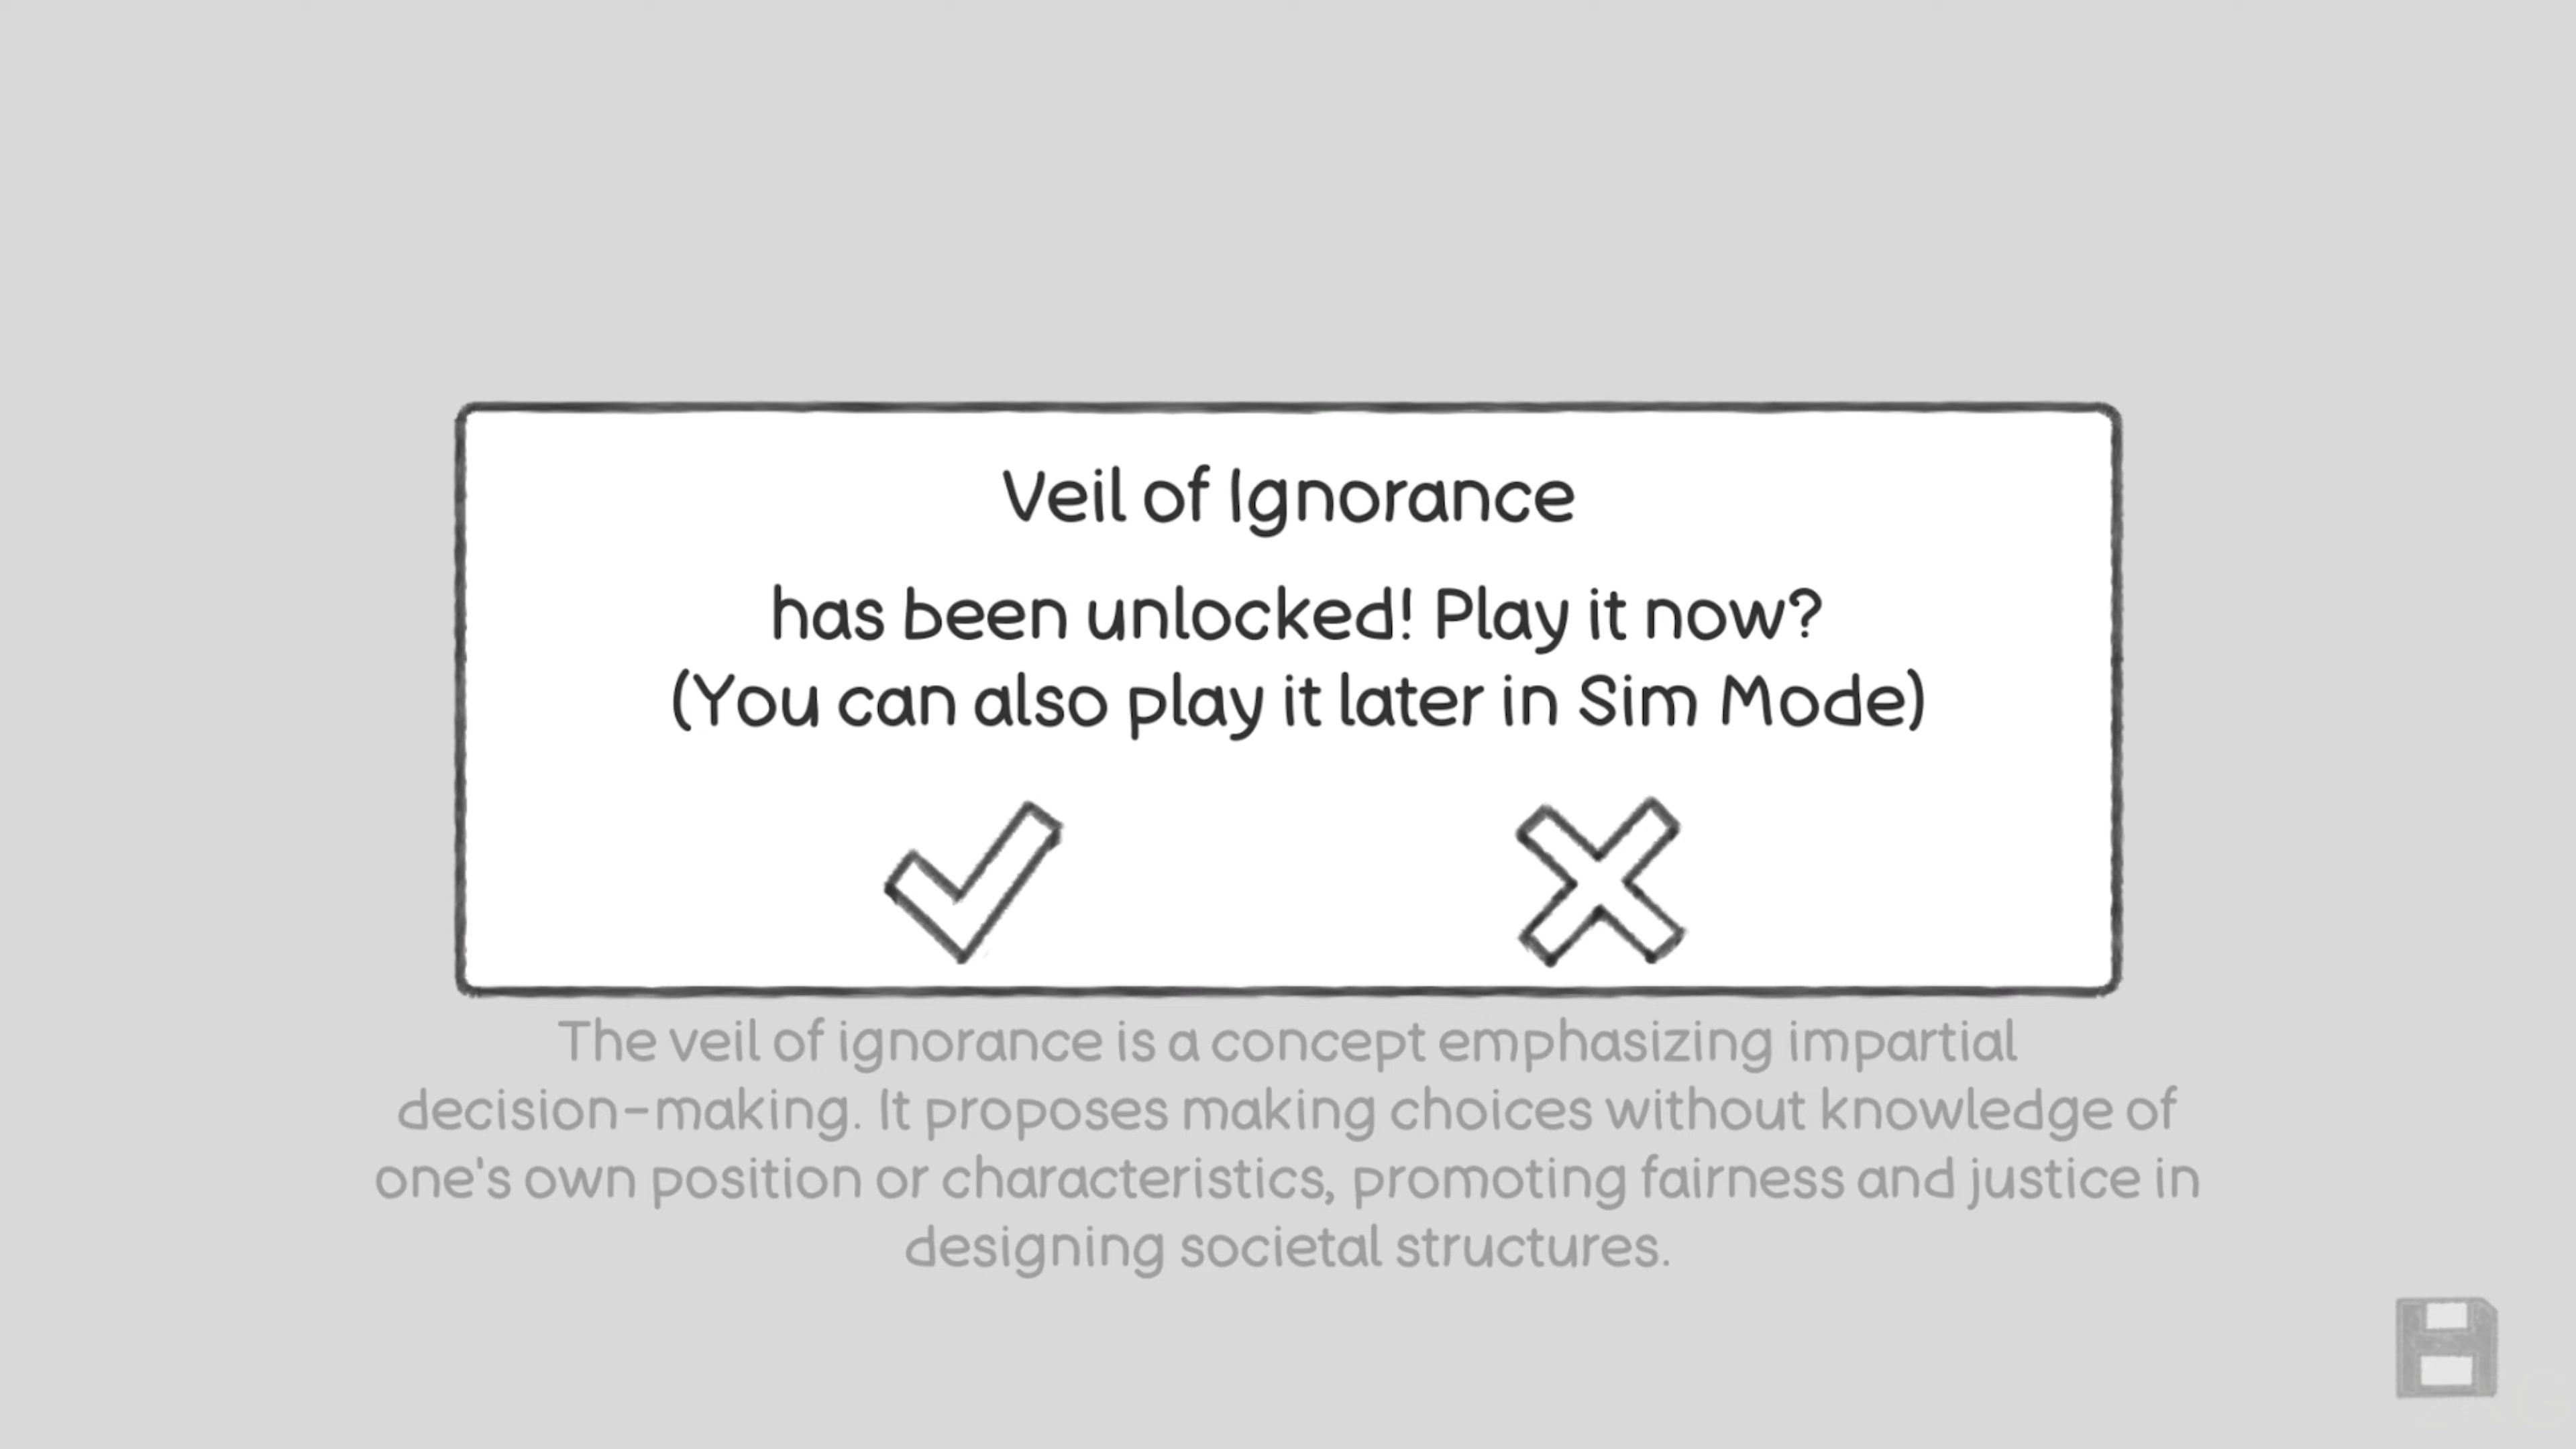 Veil of Ignorance
has been unlocked! Play it now?
(You can also play it later in Sim Mode)
The veil of ignorance is a concept emphasizing impartial
decision-making. It proposes making choices without knowledge of
one's own position or characteristics, promoting fairness and justice in
designing societal structures.